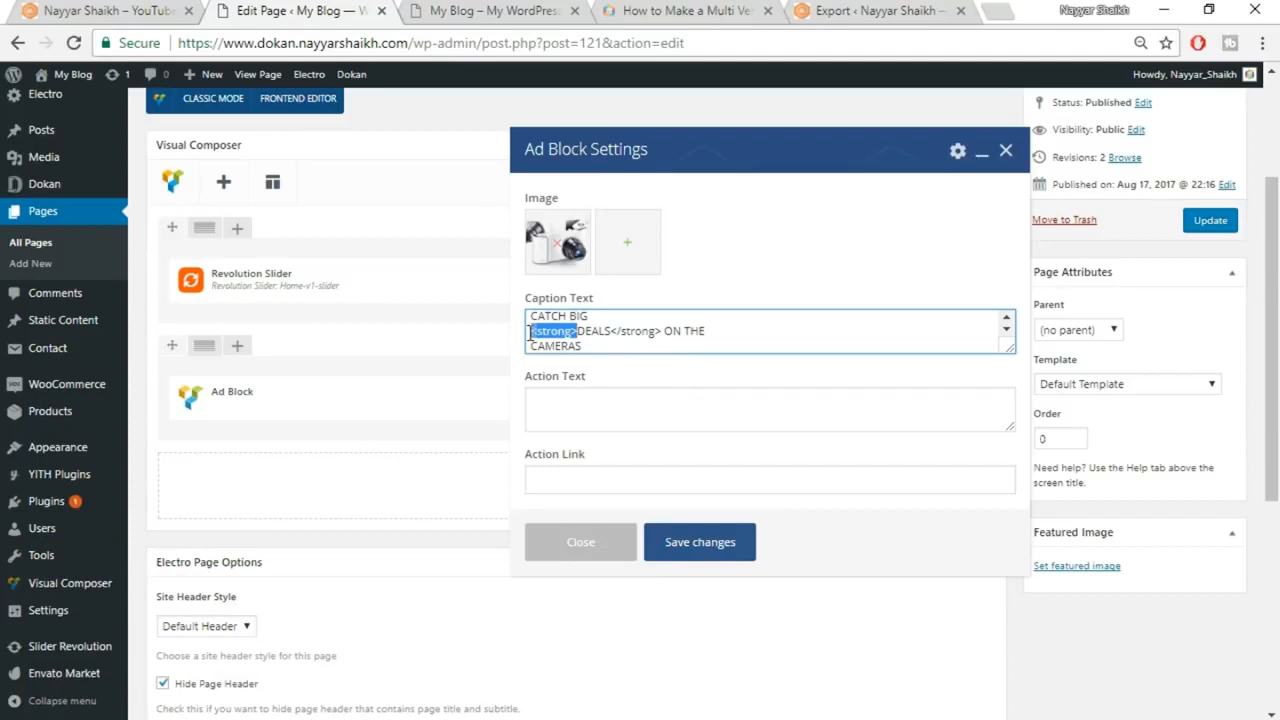 Nayyar Shaikh – YouTube
Edit Page ‹ My Blog — W
My Blog – My WordPress
How to Make a Multi Ve
Export ‹ Nayyar Shaikh —
Nayyar Shaikh
Secure
https://www.dokan.nayyarshaikh.com/wp-admin/post.php?post=121&action=edit
My Blog
1
New
View Page
Electro
Dokan
Howdy, Nayyar_Shaikh
Electro
Posts
Media
Dokan
Pages
All Pages
Add New
Comments
Static Content
Contact
WooCommerce
Products
Appearance
YITH Plugins
Plugins 1
Users
Tools
Visual Composer
Settings
Slider Revolution
Envato Market
Collapse menu
CLASSIC MODE
FRONTEND EDITOR
Visual Composer
Revolution Slider
Revolution Slider: Home-v1-slider
Ad Block
Electro Page Options
Site Header Style
Default Header
Choose a site header style for this page
Hide Page Header
Check this if you want to hide page header that contains page title and subtitle.
Ad Block Settings
Image
Caption Text
CATCH BIG
<strong>DEALS</strong> ON THE
CAMERAS
Action Text
Action Link
Close
Save changes
Status: Published Edit
Visibility: Public Edit
Revisions: 2 Browse
Published on: Aug 17, 2017 @ 22:16 Edit
Move to Trash
Update
Page Attributes
Parent
(no parent)
Template
Default Template
Order
0
Need help? Use the Help tab above the
screen title.
Featured Image
Set featured image